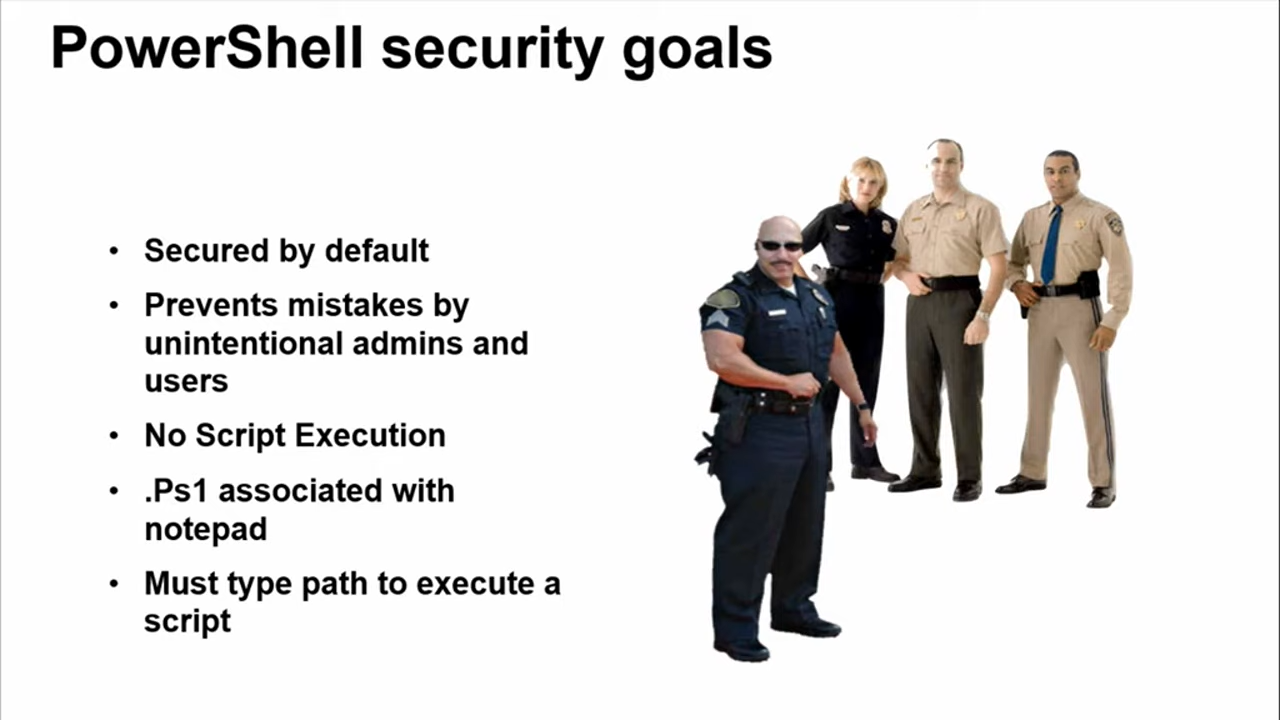 PowerShell security goals
• Secured by default
• Prevents mistakes by
unintentional admins and
users
• No Script Execution
• .Ps1 associated with
notepad
• Must type path to execute a
script